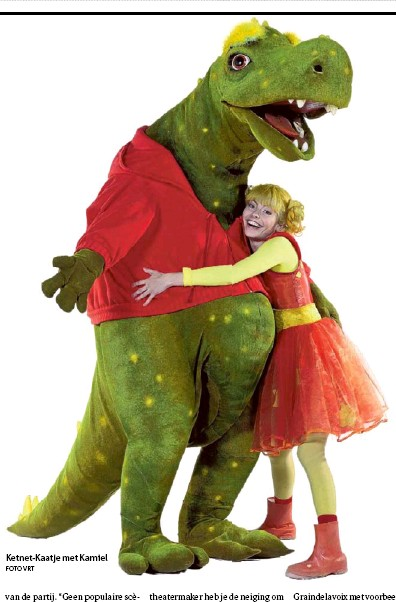 Ketnet-Kaatje met Kamiel
FOTO VRT
van de partij. "Geen populaire scè-
theatermaker heb je de neiging om
Graindelavoix met voorbee